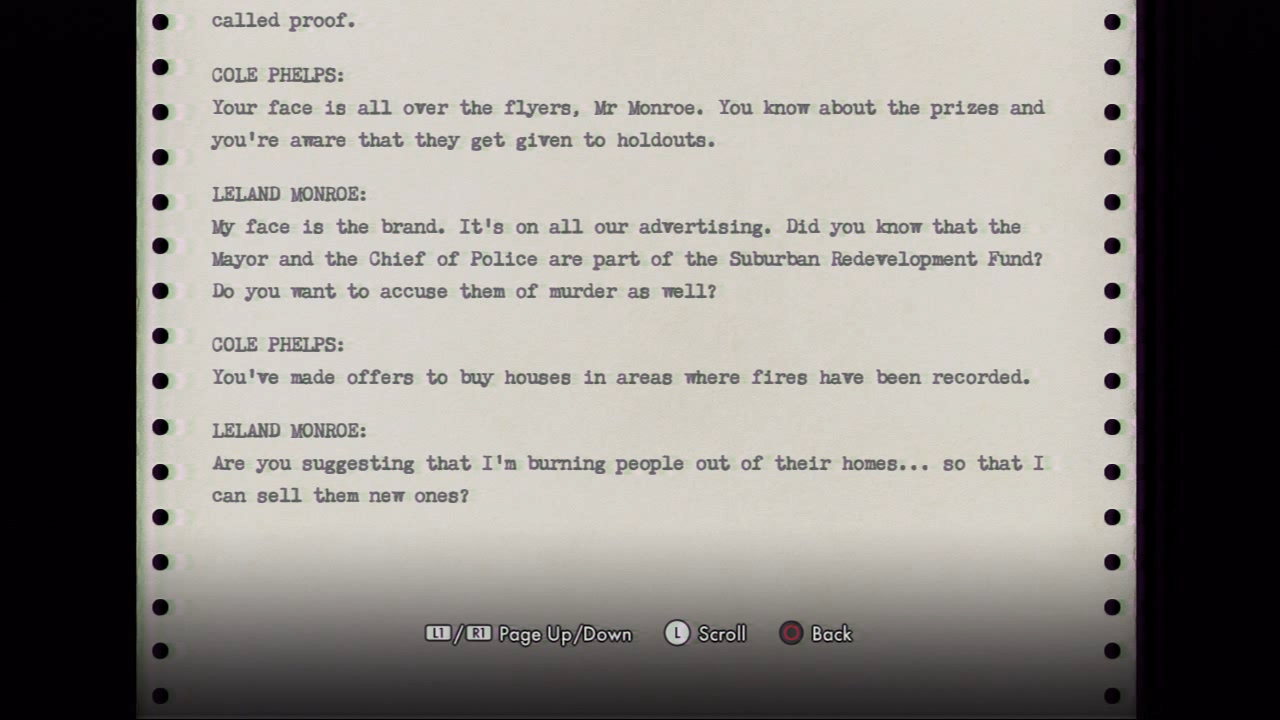 called proof.
COLE PHELPS:
Your face is all over the flyers, Mr Monroe. You know about the prizes and
you're aware that they get given to holdouts.
LELAND MONROE:
My face is the brand. It's on all our advertising. Did you know that the
Mayor and the Chief of Police are part of the Suburban Redevelopment Fund?
Do you want to accuse them of murder as well?
COLE PHELPS:
You've made offers to buy houses in areas where fires have been recorded.
LELAND MONROE:
Are you suggesting that I'm burning people out of their homes... so that I
can sell them new ones?
L1/R1 Page Up/Down L Scroll Back